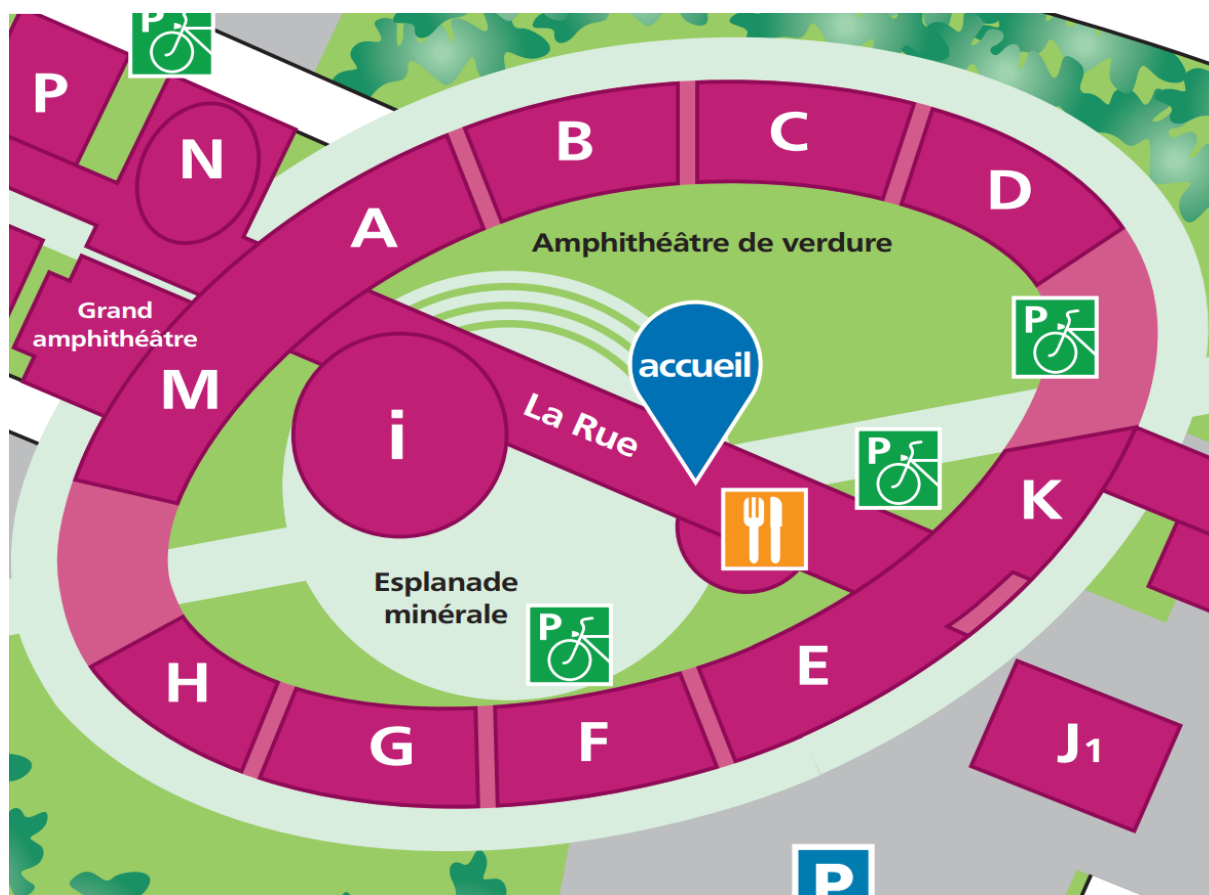 P
P
N
A
B
C
D
Amphithéâtre de verdure
Grand
amphithéâtre
M
i
La Rue
accueil
P
P
K
Esplanade
minérale
P
H
G
F
E
J1
P